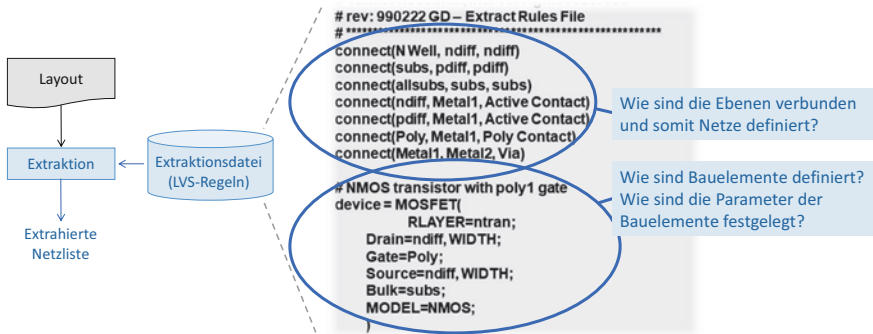 # rev: 990222 GD – Extract Rules File
# ********************************************************
connect(N Well, ndiff, ndiff)
connect(subs, pdiff, pdiff)
connect(allsubs, subs, subs)
connect(ndiff, Metal1, Active Contact)
connect(pdiff, Metal1, Active Contact)
connect(Poly, Metal1, Poly Contact)
connect(Metal1, Metal2, Via)
# NMOS transistor with poly1 gate
device = MOSFET(
RLAYER=ntran;
Drain=ndiff, WIDTH;
Gate=Poly;
Source=ndiff, WIDTH;
Bulk=subs;
MODEL=NMOS;
)
Layout
Extraktion
Extraktionsdatei
(LVS-Regeln)
Extrahierte
Netzliste
Wie sind die Ebenen verbunden
und somit Netze definiert?
Wie sind Bauelemente definiert?
Wie sind die Parameter der
Bauelemente festgelegt?